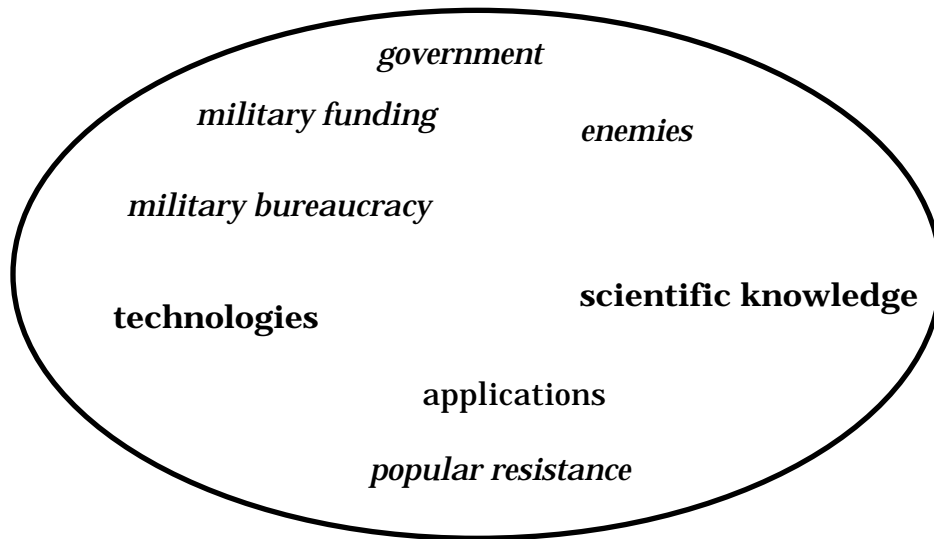 government
military funding
enemies
military bureaucracy
scientific knowledge
technologies
applications
popular resistance